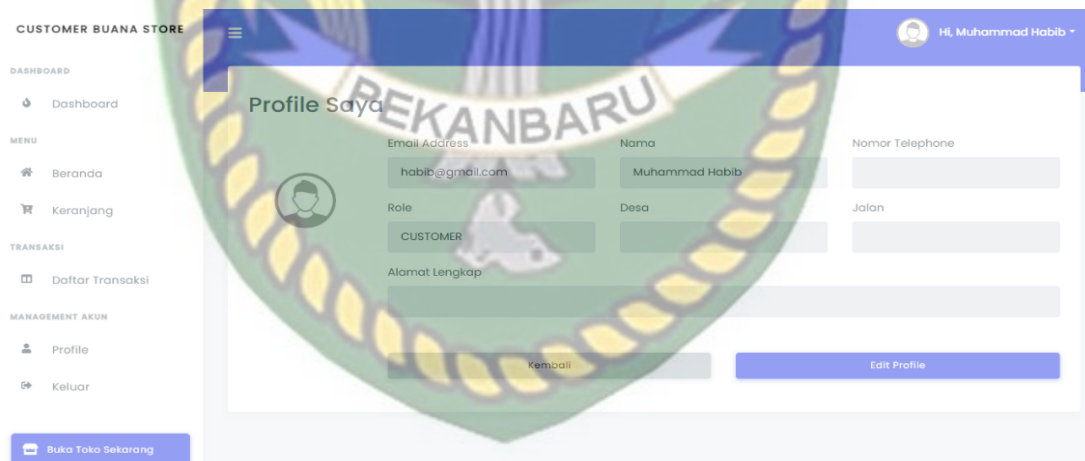 CUSTOMER BUANA STORE
Hi, Muhammad Habib
DASHBOARD
Dashboard
MENU
Beranda
Keranjang
TRANSAKSI
Daftar Transaksi
MANAGEMENT AKUN
Profile
Keluar
Buka Toko Sekarang
Profile Saya
BEKANBARU
Email Address
Nama
Nomor Telephone
habib@gmail.com
Muhammad Habib
Role
Desa
Jalan
CUSTOMER
Alamat Lengkap
Kembali
Edit Profile